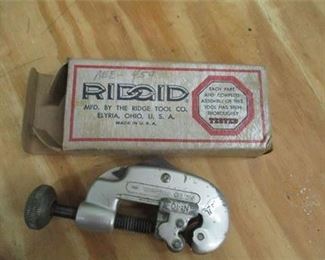 RIDGID
MFD. BY THE RIDGE TOOL CO.
ELYRIA, OHIO, U. S. A.
MADE IN U. S. A.
EACH PART
AND COMPLETE
ASSEMBLY OF THIS
TOOL HAS BEEN
THOROUGHLY
TESTED